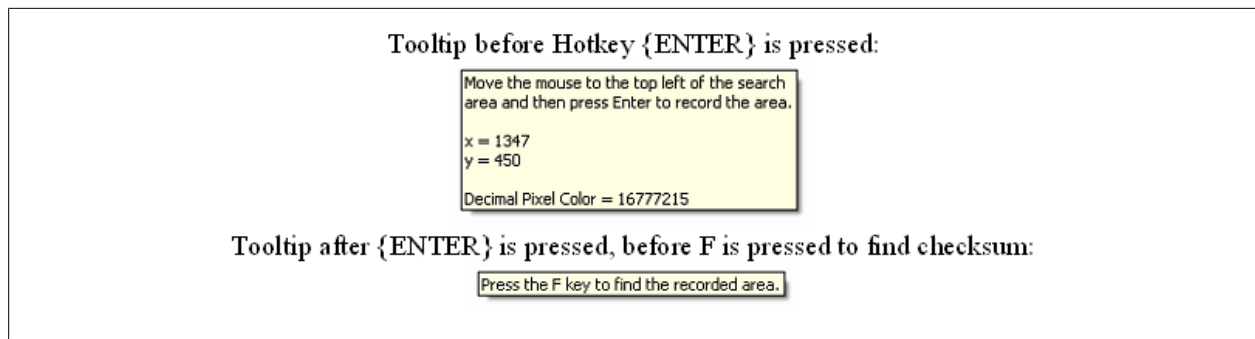 Tooltip before Hotkey {ENTER} is pressed:
Move the mouse to the top left of the search
area and then press Enter to record the area.
x = 1347
y = 450
Decimal Pixel Color = 16777215
Tooltip after {ENTER} is pressed, before F is pressed to find checksum:
Press the F key to find the recorded area.